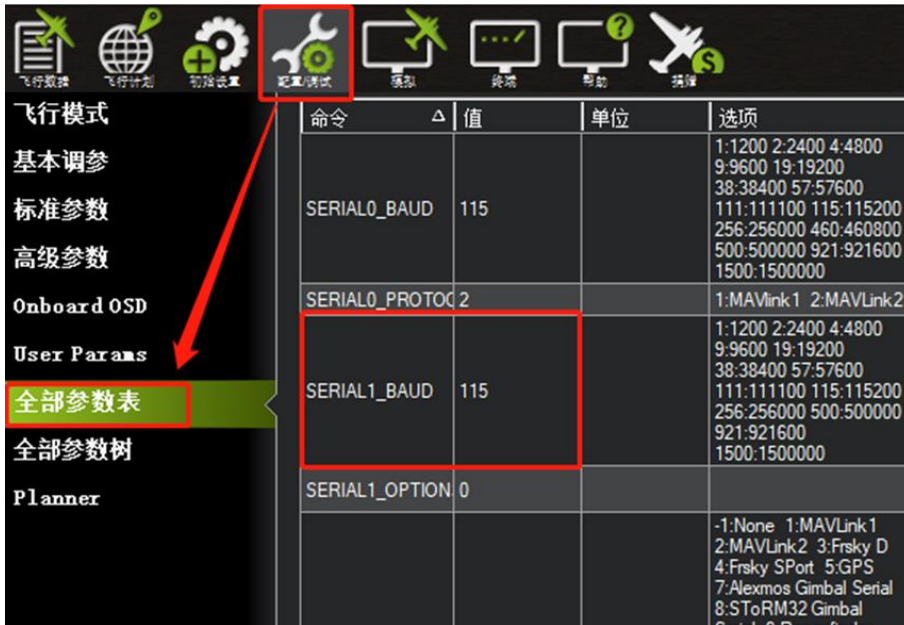 飞行数据 飞行计划 初始设置 配置/调试 模拟 终端 帮助 捐赠
飞行模式
基本调参
标准参数
高级参数
Onboard OSD
User Params
全部参数表
全部参数树
Planner
命令 值 单位 选项
SERIAL0_BAUD 115
1:1200 2:2400 4:4800
9:9600 19:19200
38:38400 57:57600
111:111100 115:115200
256:256000 460:460800
500:500000 921:921600
1500:1500000
SERIAL0_PROTOC 2 1:MAVlink1 2:MAVLink2
SERIAL1_BAUD 115
1:1200 2:2400 4:4800
9:9600 19:19200
38:38400 57:57600
111:111100 115:115200
256:256000 500:500000
921:921600
1500:1500000
SERIAL1_OPTION 0
-1:None 1:MAVLink1
2:MAVLink2 3:Frsky D
4:Frsky SPort 5:GPS
7:Alexmos Gimbal Serial
8:SToRM32 Gimbal